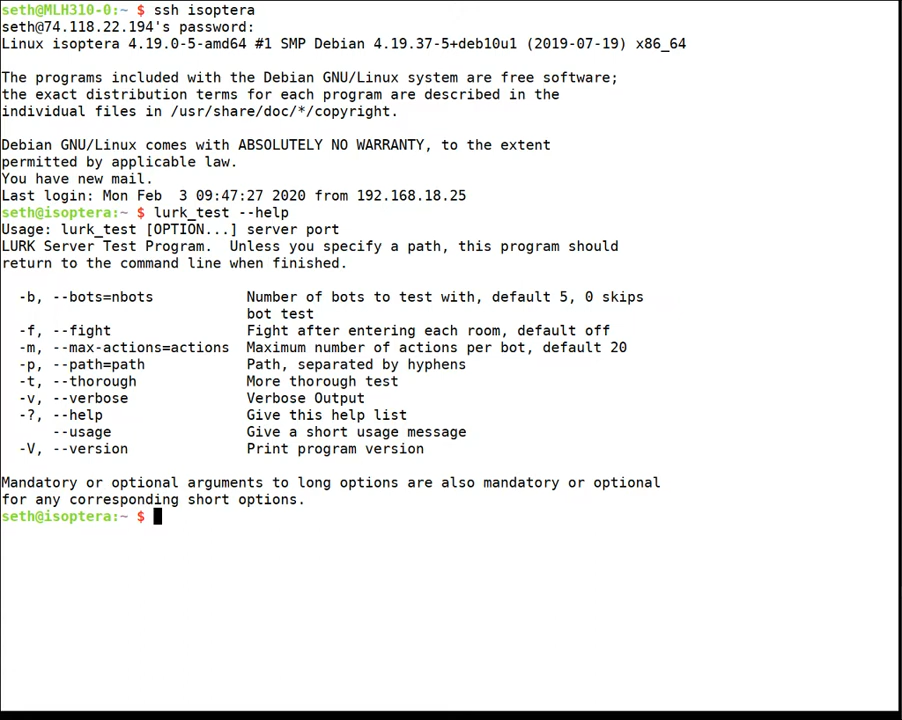 seth@MLH310-0:~ $ ssh isoptera
seth@74.118.22.194's password:
Linux isoptera 4.19.0-5-amd64 #1 SMP Debian 4.19.37-5+deb10u1 (2019-07-19) x86_64
The programs included with the Debian GNU/Linux system are free software;
the exact distribution terms for each program are described in the
individual files in /usr/share/doc/*/copyright.
Debian GNU/Linux comes with ABSOLUTELY NO WARRANTY, to the extent
permitted by applicable law.
You have new mail.
Last login: Mon Feb  3 09:47:27 2020 from 192.168.18.25
seth@isoptera:~ $ lurk_test --help
Usage: lurk_test [OPTION...] server port
LURK Server Test Program.  Unless you specify a path, this program should
return to the command line when finished.
  -b, --bots=nbots           Number of bots to test with, default 5, 0 skips
                             bot test
  -f, --fight                Fight after entering each room, default off
  -m, --max-actions=actions  Maximum number of actions per bot, default 20
  -p, --path=path            Path, separated by hyphens
  -t, --thorough             More thorough test
  -v, --verbose              Verbose Output
  -?, --help                 Give this help list
      --usage                Give a short usage message
  -V, --version              Print program version
Mandatory or optional arguments to long options are also mandatory or optional
for any corresponding short options.
seth@isoptera:~ $